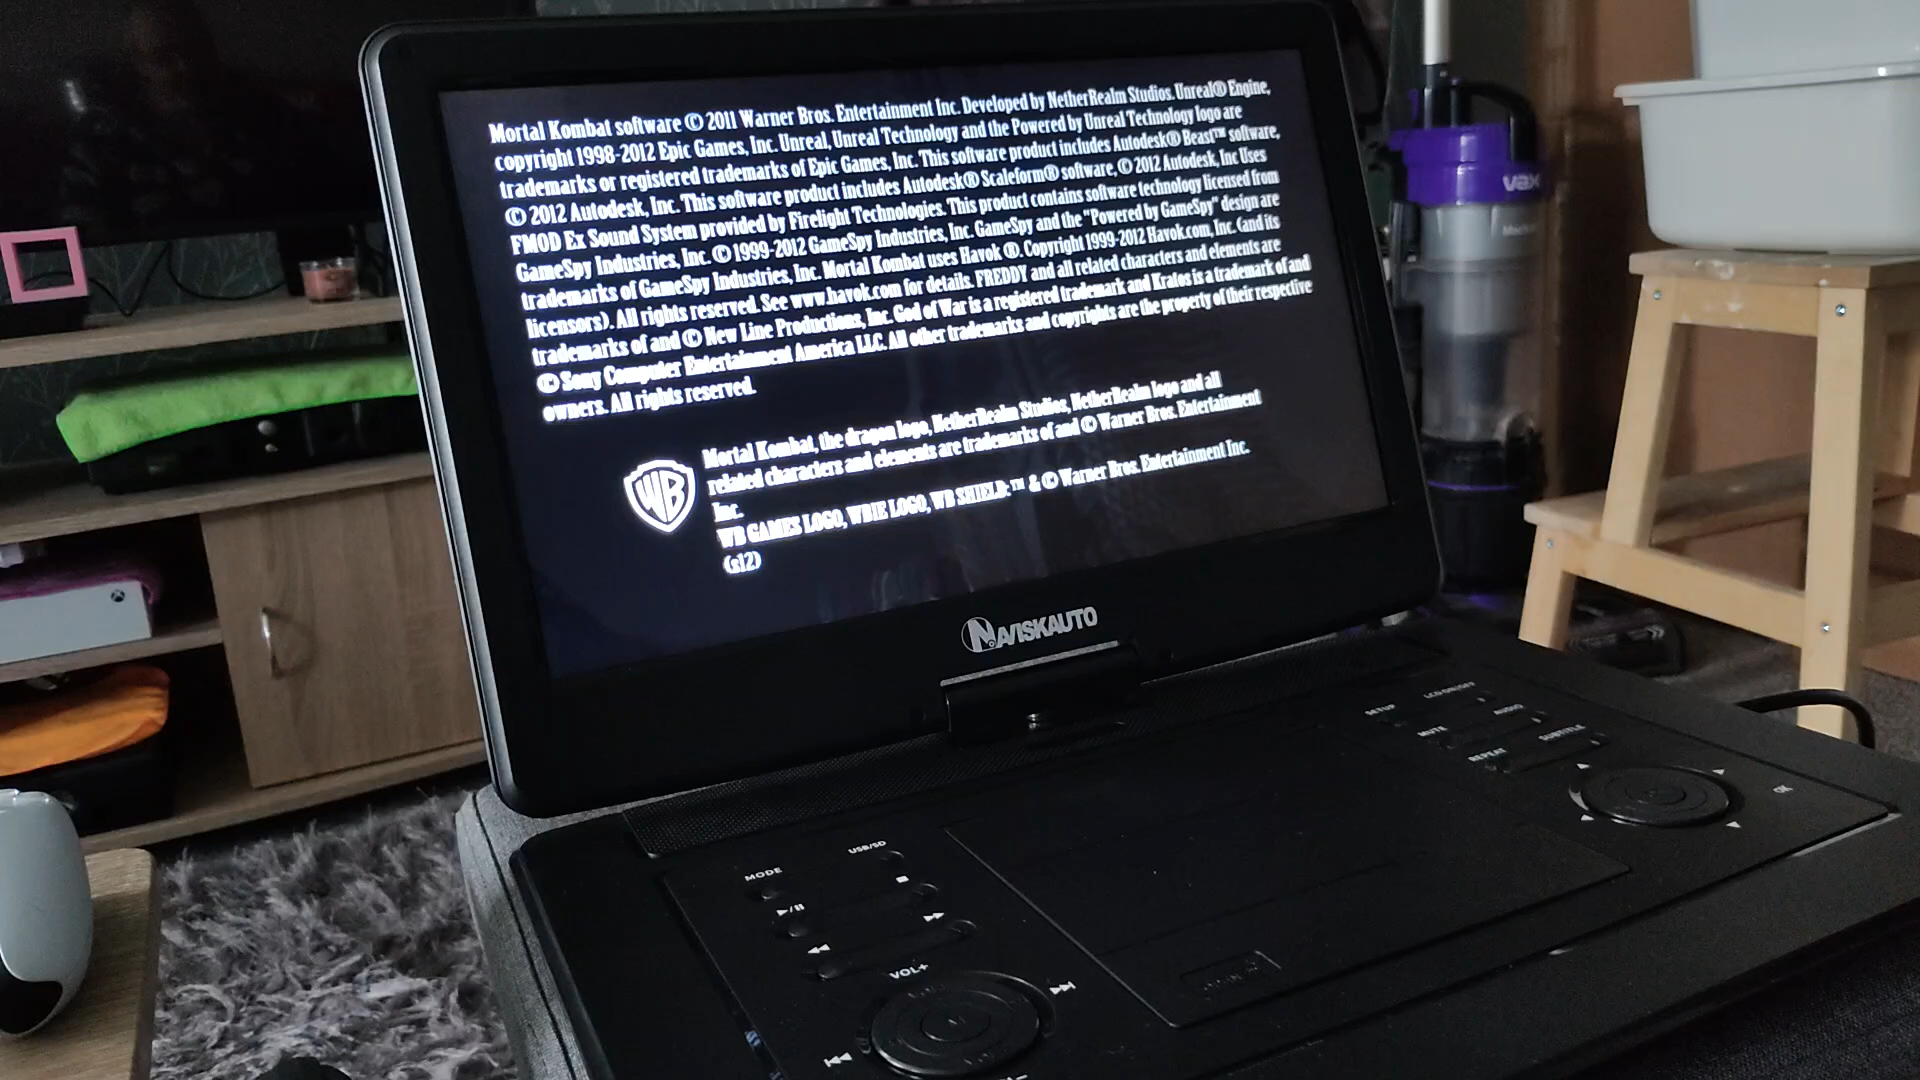 Mortal Kombat software © 2011 Warner Bros. Entertainment Inc. Developed by NetherRealm Studios. Unreal® Engine,
copyright 1998-2012 Epic Games, Inc. Unreal, Unreal Technology and the Powered by Unreal Technology logo are
trademarks or registered trademarks of Epic Games, Inc. This software product includes Autodesk® Beast™ software,
© 2012 Autodesk, Inc. This software product includes Autodesk® Scaleform® software, © 2012 Autodesk, Inc Uses
FMOD Ex Sound System provided by Firelight Technologies. This product contains software technology licensed from
GameSpy Industries, Inc. © 1999-2012 GameSpy Industries, Inc. GameSpy and the "Powered by GameSpy" design are
trademarks of GameSpy Industries, Inc. Mortal Kombat uses Havok ®. Copyright 1999-2012 Havok.com, Inc. (and its
licensors). All rights reserved. See www.havok.com for details. FREDDY and all related characters and elements are
trademarks of and © New Line Productions, Inc. God of War is a registered trademark and Kratos is a trademark of and
© Sony Computer Entertainment America LLC. All other trademarks and copyrights are the property of their respective
owners. All rights reserved.
WB
Mortal Kombat, the dragon logo, NetherRealm Studios, NetherRealm logo and all
related characters and elements are trademarks of and © Warner Bros. Entertainment
Inc.
WB GAMES LOGO, WBIE LOGO, WB SHIELD: ™ & © Warner Bros. Entertainment Inc.
(s12)
NAVISKAUTO
vax
LCD ON/OFF
SETUP
AUDIO
MUTE
SUBTITLE
REPEAT
OK
USB/SD
MODE
VOL+